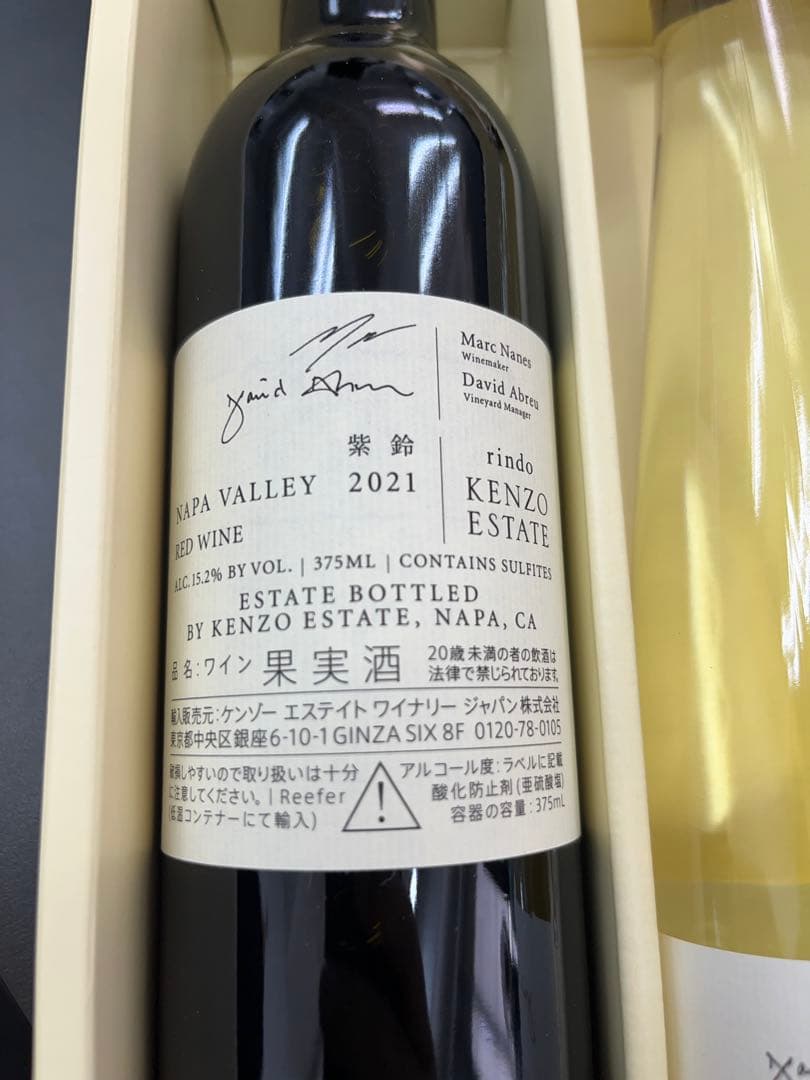 David Abreu
Marc Nanes
Winemaker
David Abreu
Vineyard Manager
紫鈴
NAPA VALLEY 2021
RED WINE
rindo
KENZO
ESTATE
ALC. 15.2% BY VOL. | 375ML | CONTAINS SULFITES
ESTATE BOTTLED
BY KENZO ESTATE, NAPA, CA
品名:ワイン 果実酒 20歳未満の者の飲酒は
法律で禁じられております。
輸入販売元:ケンゾー エステイト ワイナリー ジャパン株式会社
東京都中央区銀座6-10-1 GINZA SIX 8F 0120-78-0105
破損しやすいので取り扱いは十分
に注意してください。| Reefer
(低温コンテナーにて輸入)
アルコール度:ラベルに記載
酸化防止剤(亜硫酸塩)
容器の容量:375mL